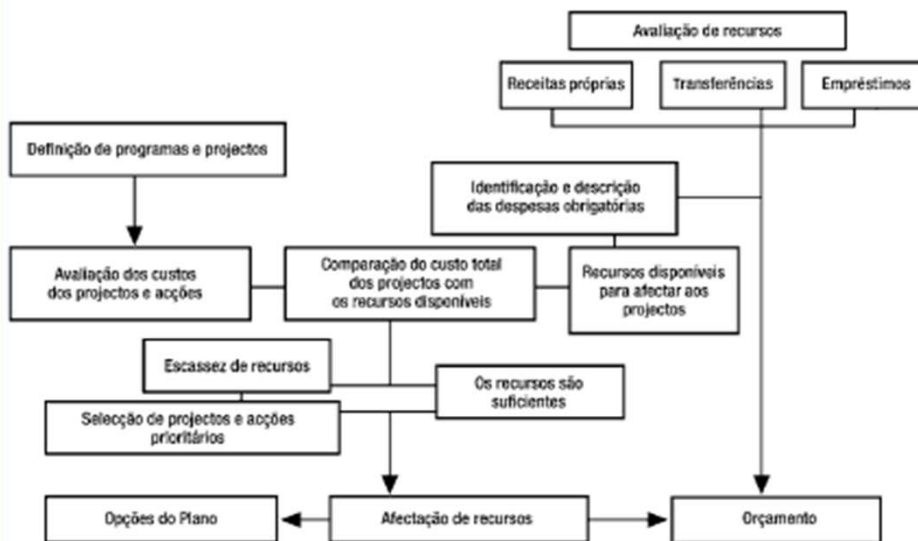 Avaliação de recursos
Receitas próprias
Transferências
Empréstimos
Definição de programas e projectos
Identificação e descrição
das despesas obrigatórias
Avaliação dos custos
dos projectos e acções
Comparação do custo total
dos projectos com
os recursos disponíveis
Recursos disponíveis
para afectar aos
projectos
Escassez de recursos
Os recursos são
suficientes
Selecção de projectos e acções
prioritários
Opções do Plano
Afectação de recursos
Orçamento